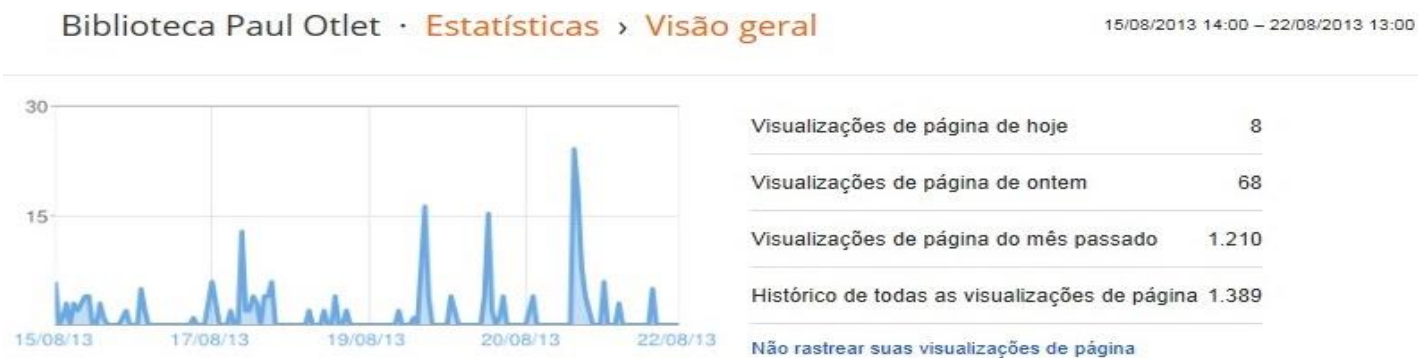 Biblioteca Paul Otlet · Estatísticas › Visão geral
15/08/2013 14:00 – 22/08/2013 13:00
30
15
15/08/13 17/08/13 19/08/13 20/08/13 22/08/13
Visualizações de página de hoje 8
Visualizações de página de ontem 68
Visualizações de página do mês passado 1.210
Histórico de todas as visualizações de página 1.389
Não rastrear suas visualizações de página